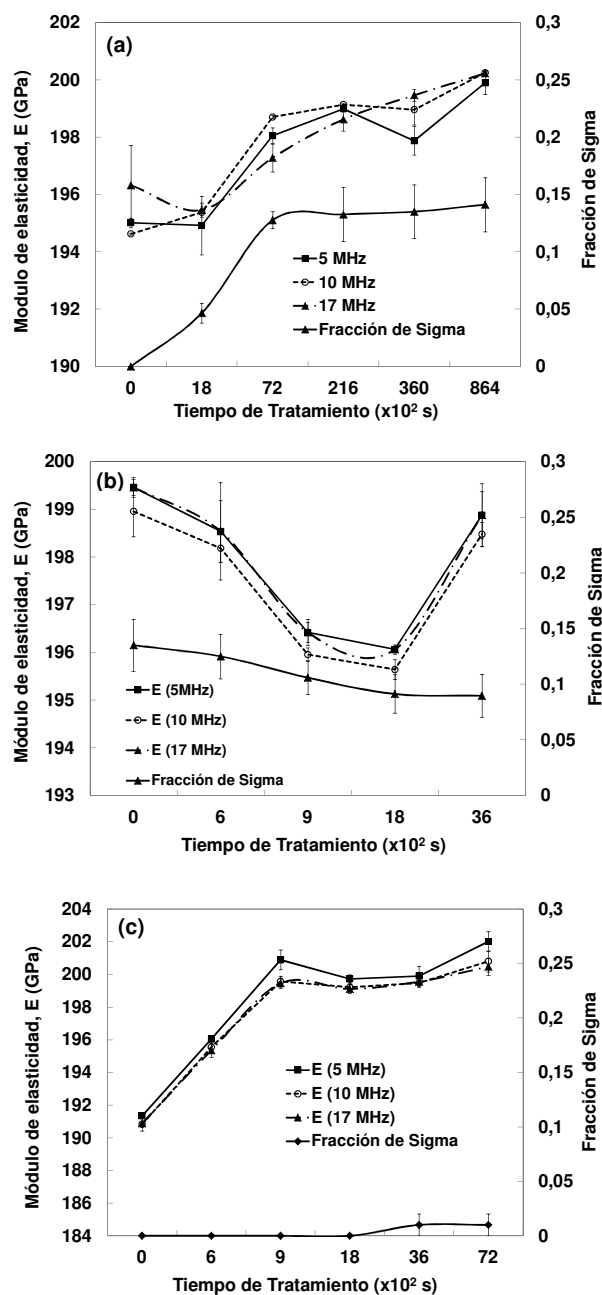 (a)
202
200
198
196
194
192
190
0,3
0,25
0,2
0,15
0,1
0,05
0
Modulo de elasticidad, E (GPa)
Fracción de Sigma
5 MHz
10 MHz
17 MHz
Fracción de Sigma
0 18 72 216 360 864
Tiempo de Tratamiento (x10² s)
(b)
200
199
198
197
196
195
194
193
0,3
0,25
0,2
0,15
0,1
0,05
0
Módulo de elasticidad, E (GPa)
Fracción de Sigma
E (5MHz)
E (10 MHz)
E (17 MHz)
Fracción de Sigma
0 6 9 18 36
Tiempo de Tratamiento (x10² s)
(c)
204
202
200
198
196
194
192
190
188
186
184
0,3
0,25
0,2
0,15
0,1
0,05
0
Módulo de elasticidad, E (GPa)
Fracción de Sigma
E (5 MHz)
E (10 MHz)
E (17 MHz)
Fracción de Sigma
0 6 9 18 36 72
Tiempo de Tratamiento (x10² s)